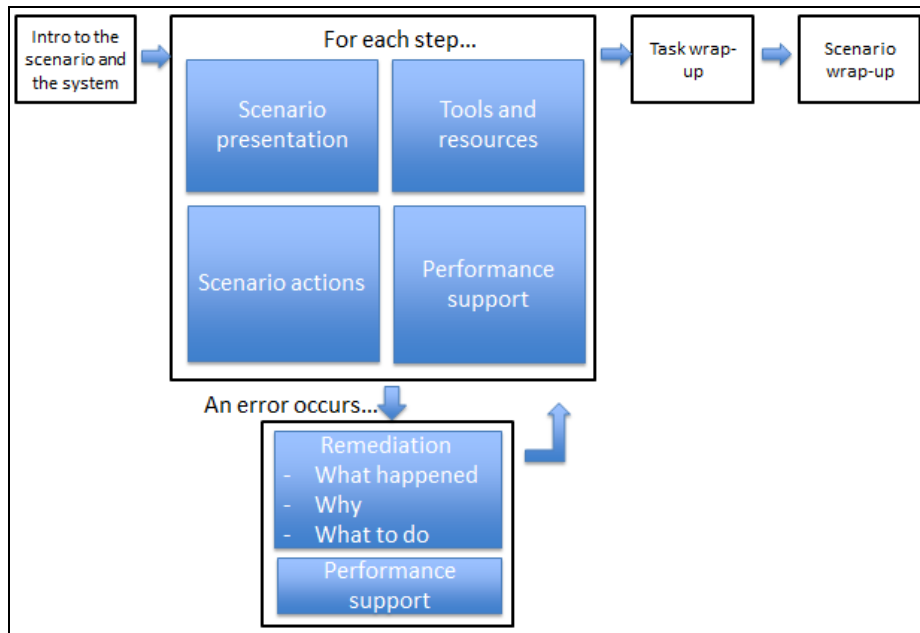 Intro to the
scenario and
the system
For each step...
Scenario
presentation
Tools and
resources
Scenario actions
Performance
support
Task wrap-
up
Scenario
wrap-up
An error occurs...
Remediation
- What happened
- Why
- What to do
Performance
support